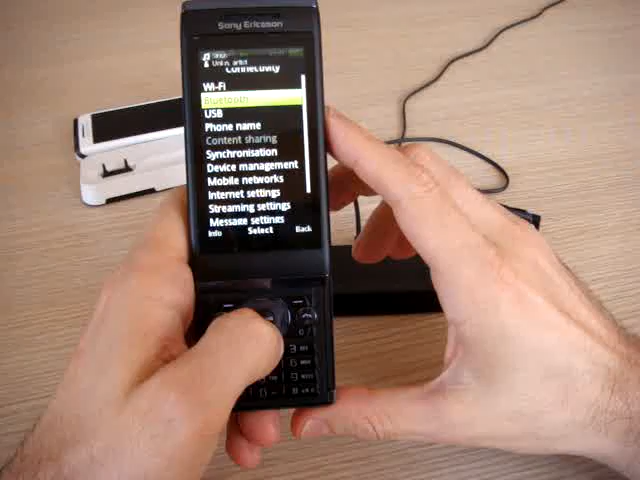 Sony Ericsson
Connectivity
Wi-Fi
Bluetooth
USB
Phone name
Content sharing
Synchronisation
Device management
Mobile networks
Internet settings
Streaming settings
Message settings
Info Select Back